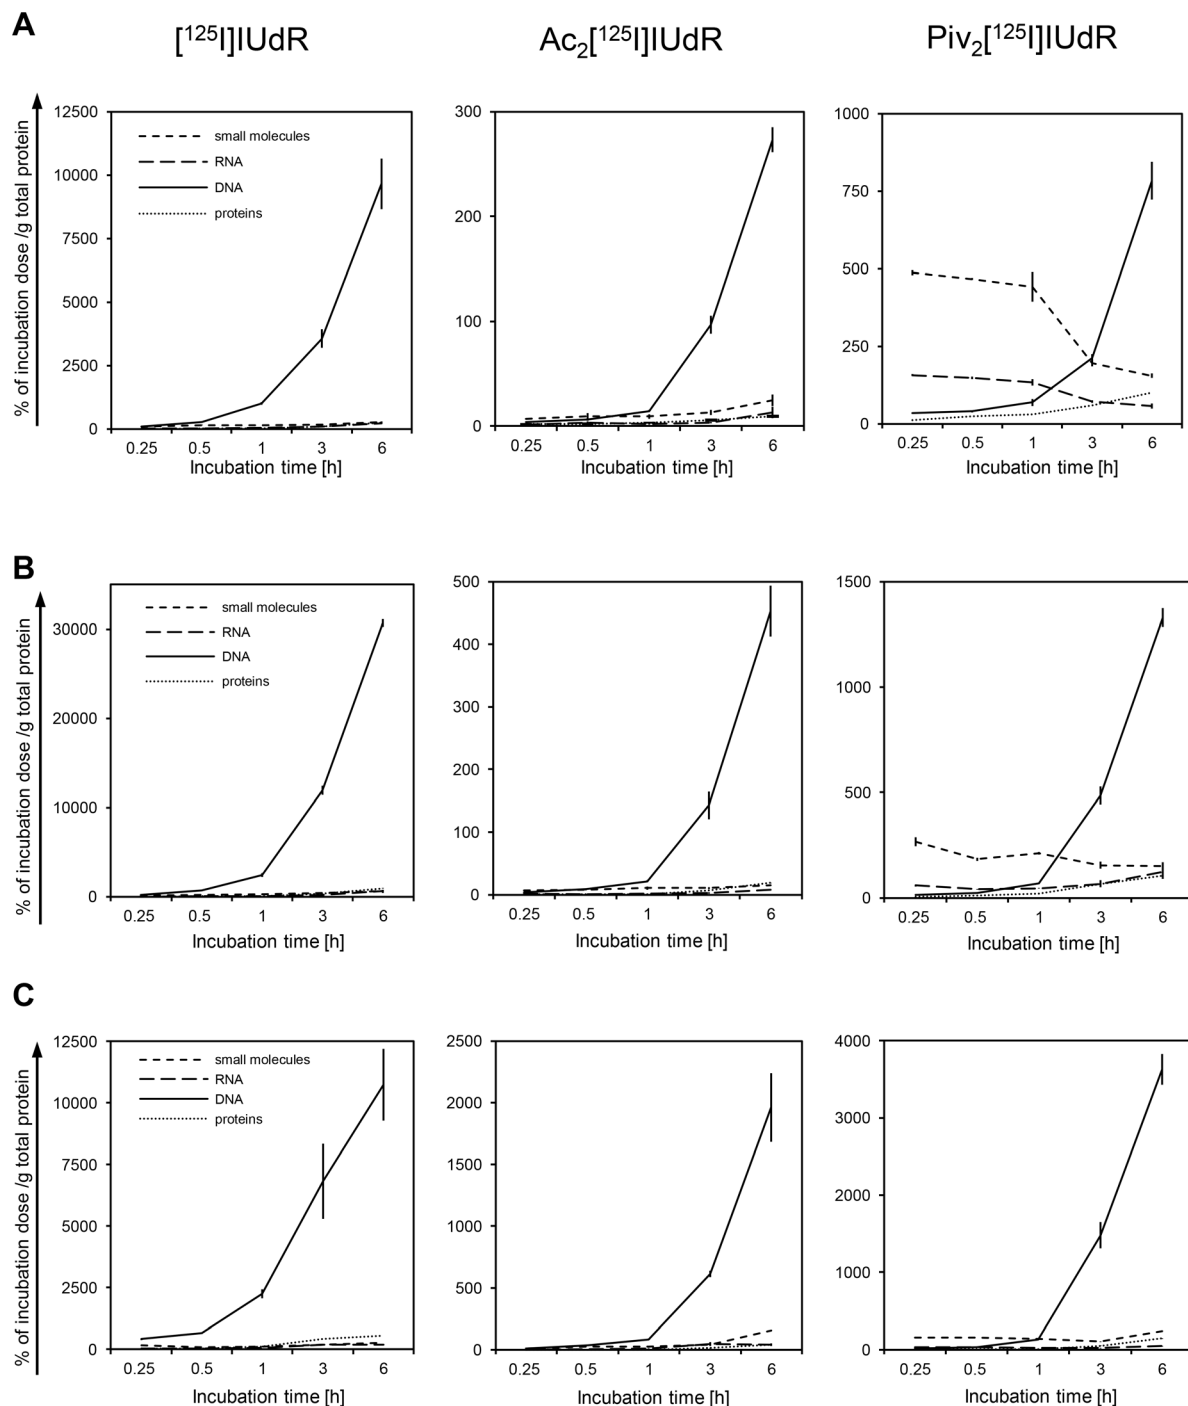 A
[¹²⁵I]IUdR
Ac₂[¹²⁵I]IUdR
Piv₂[¹²⁵I]IUdR
% of incubation dose /g total protein
12500
10000
7500
5000
2500
0
small molecules
RNA
DNA
proteins
0.25 0.5 1 3 6
Incubation time [h]
300
200
100
0
0.25 0.5 1 3 6
Incubation time [h]
1000
750
500
250
0
0.25 0.5 1 3 6
Incubation time [h]
B
% of incubation dose /g total protein
30000
20000
10000
0
small molecules
RNA
DNA
proteins
0.25 0.5 1 3 6
Incubation time [h]
500
400
300
200
100
0
0.25 0.5 1 3 6
Incubation time [h]
1500
1000
500
0
0.25 0.5 1 3 6
Incubation time [h]
C
% of incubation dose /g total protein
12500
10000
7500
5000
2500
0
small molecules
RNA
DNA
proteins
0.25 0.5 1 3 6
Incubation time [h]
2500
2000
1500
1000
500
0
0.25 0.5 1 3 6
Incubation time [h]
4000
3000
2000
1000
0
0.25 0.5 1 3 6
Incubation time [h]